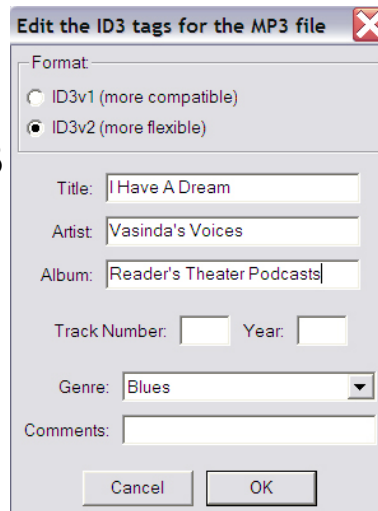 Edit the ID3 tags for the MP3 file
Format
ID3v1 (more compatible)
ID3v2 (more flexible)
Title: I Have A Dream
Artist: Vasinda's Voices
Album: Reader's Theater Podcasts
Track Number: Year:
Genre: Blues
Comments:
Cancel OK